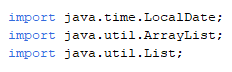 import java.time.LocalDate;
import java.util.ArrayList;
import java.util.List;